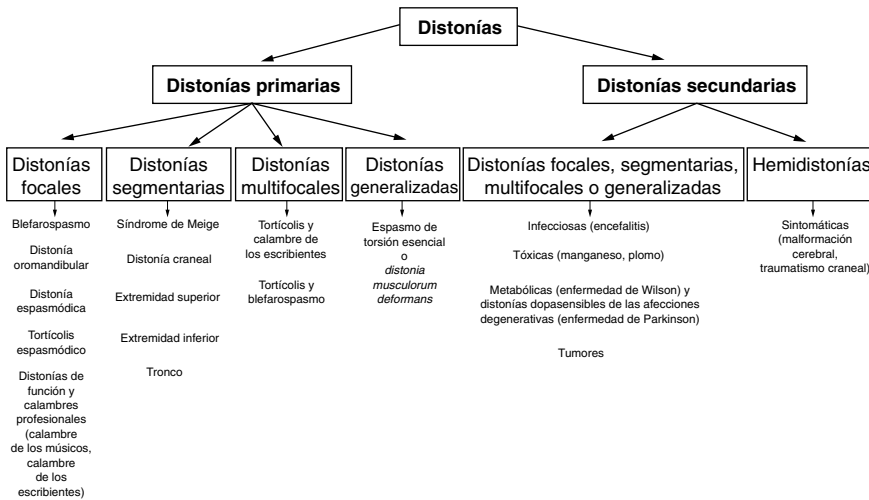 Distonías
Distonías primarias
Distonías secundarias
Distonías
focales
Blefarospasmo
Distonía
oromandibular
Distonía
espasmódica
Tortícolis
espasmódico
Distonías de
función y
calambres
profesionales
(calambre
de los músicos,
calambre
de los
escribientes)
Distonías
segmentarias
Síndrome de Meige
Distonía craneal
Extremidad superior
Extremidad inferior
Tronco
Distonías
multifocales
Tortícolis y
calambre de
los escribientes
Tortícolis y
blefarospasmo
Distonías
generalizadas
Espasmo de
torsión esencial
o
distonia
musculorum
deformans
Distonías focales, segmentarias,
multifocales o generalizadas
Infecciosas (encefalitis)
Tóxicas (manganeso, plomo)
Metabólicas (enfermedad de Wilson) y
distonías dopasensibles de las afecciones
degenerativas (enfermedad de Parkinson)
Tumores
Hemidistonías
Sintomáticas
(malformación
cerebral,
traumatismo craneal)